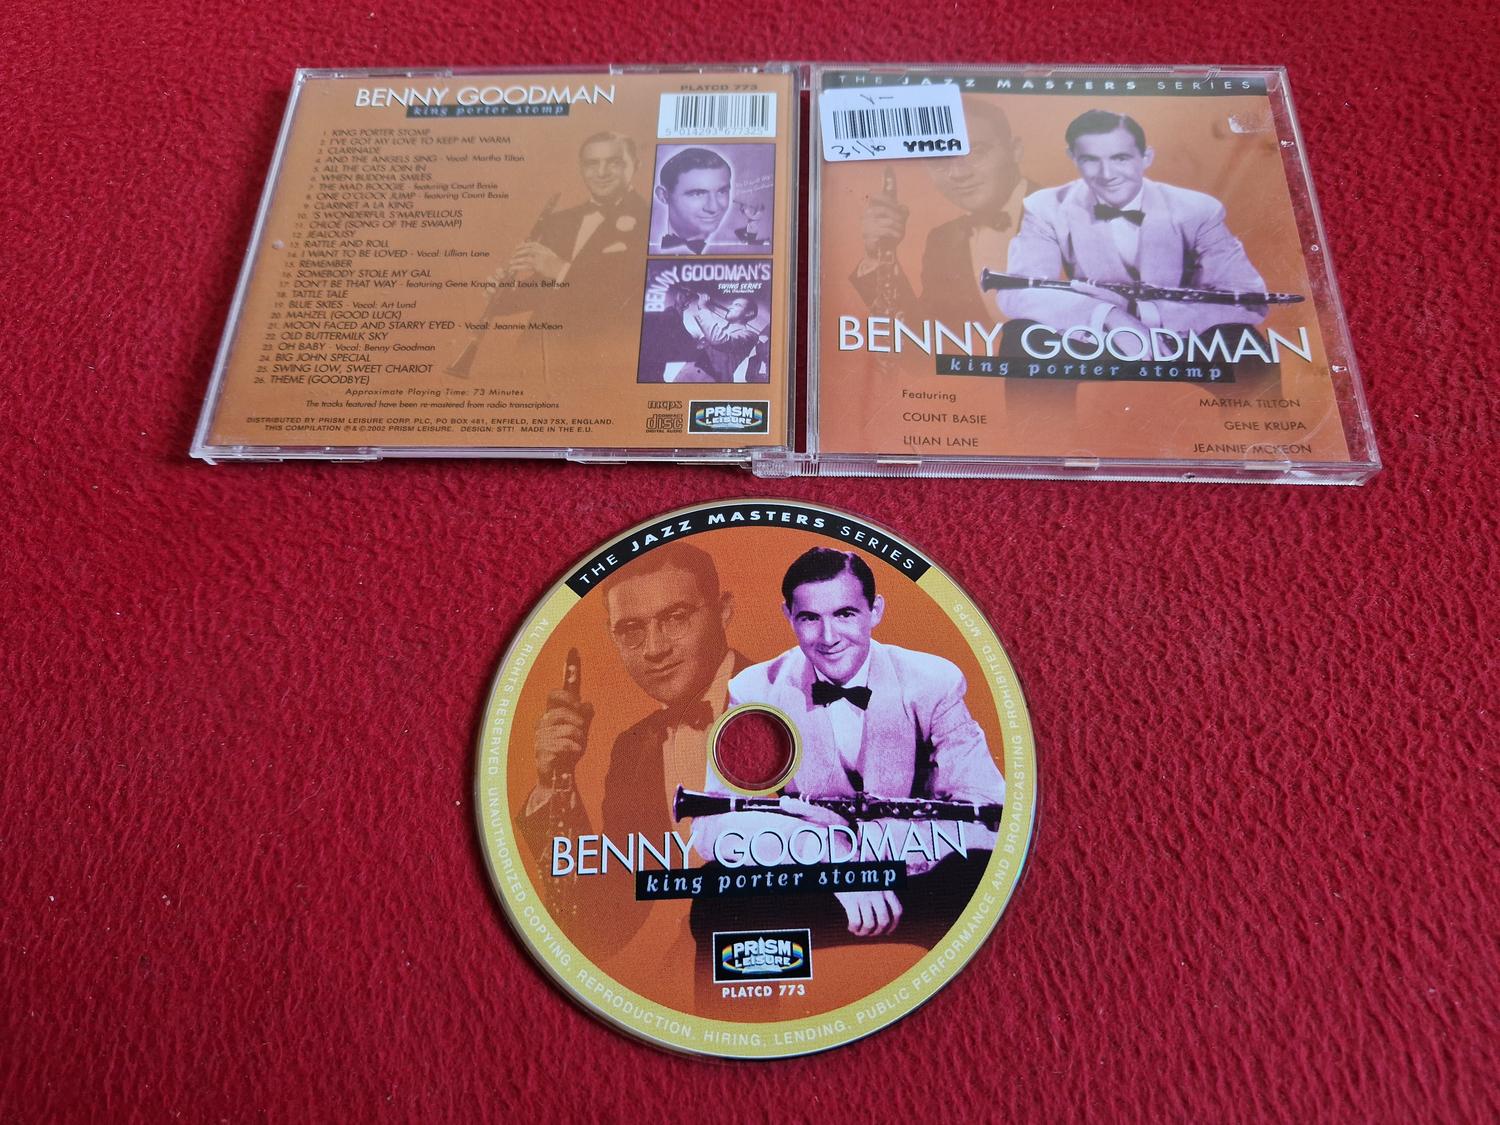 BENNY GOODMAN
king porter stomp
PLATCD 773
5 014293 677325
1. KING PORTER STOMP
2. I'VE GOT MY LOVE TO KEEP ME WARM
3. CLARINADE
4. AND THE ANGELS SING - Vocal: Martha Tilton
5. ALL THE CATS JOIN IN
6. WHEN BUDDHA SMILES
7. THE MAD BOOGIE - featuring Count Basie
8. ONE O'CLOCK JUMP - featuring Count Basie
9. CLARINET A LA KING
10. 'S WONDERFUL S'MARVELLOUS
11. CHLOE (SONG OF THE SWAMP)
12. JEALOUSY
13. RATTLE AND ROLL
14. I WANT TO BE LOVED - Vocal: Lillian Lane
15. REMEMBER
16. SOMEBODY STOLE MY GAL
17. DON'T BE THAT WAY - featuring Gene Krupa and Louis Bellson
18. TATTLE TALE
19. BLUE SKIES - Vocal: Art Lund
20. MAHZEL (GOOD LUCK)
21. MOON FACED AND STARRY EYED - Vocal: Jeannie McKeon
22. OLD BUTTERMILK SKY
23. OH BABY - Vocal: Benny Goodman
24. BIG JOHN SPECIAL
25. SWING LOW, SWEET CHARIOT
26. THEME (GOODBYE)
Approximate Playing Time: 73 Minutes
The tracks featured have been re-mastered from radio transcriptions
DISTRIBUTED BY PRISM LEISURE CORP. PLC, PO BOX 481, ENFIELD, EN3 7SX, ENGLAND.
THIS COMPILATION ℗ & © 2002 PRISM LEISURE. DESIGN: STT! MADE IN THE E.U.
BENNY GOODMAN'S
SWING SERIES
for Orchestra
mcps
COMPACT
disc
DIGITAL AUDIO
PRISM
LEISURE
THE JAZZ MASTERS SERIES
31/10 YMCA
BENNY GOODMAN
king porter stomp
Featuring
COUNT BASIE
LILIAN LANE
MARTHA TILTON
GENE KRUPA
JEANNIE MCKEON
THE JAZZ MASTERS SERIES
BENNY GOODMAN
king porter stomp
PRISM
LEISURE
PLATCD 773
ALL RIGHTS RESERVED. UNAUTHORIZED COPYING, REPRODUCTION, HIRING, LENDING, PUBLIC PERFORMANCE AND BROADCASTING PROHIBITED. MCPS